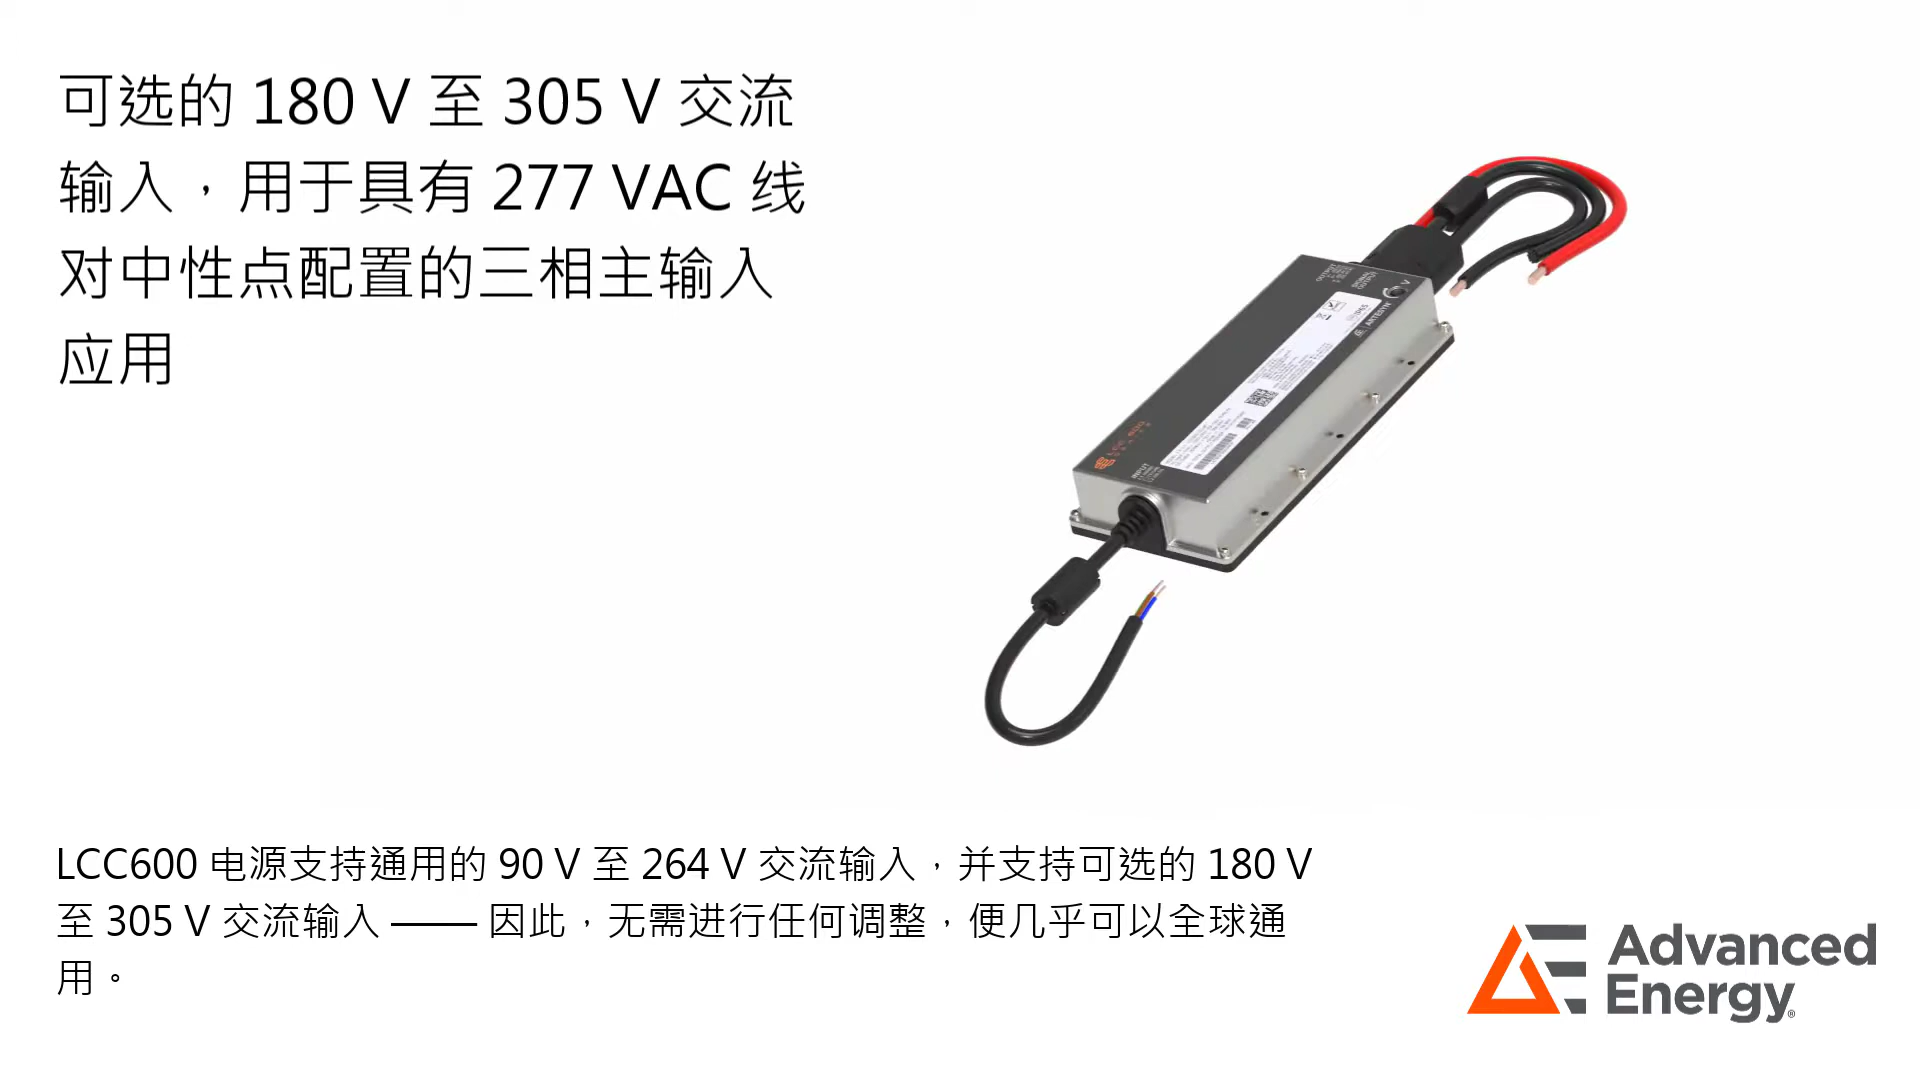 可选的 180 V 至 305 V 交流
输入，用于具有 277 VAC 线
对中性点配置的三相主输入
应用
OUTPUT
ARTESYN
INPUT
LCC600 电源支持通用的 90 V 至 264 V 交流输入，并支持可选的 180 V
至 305 V 交流输入 —— 因此，无需进行任何调整，便几乎可以全球通
用。
Advanced
Energy®